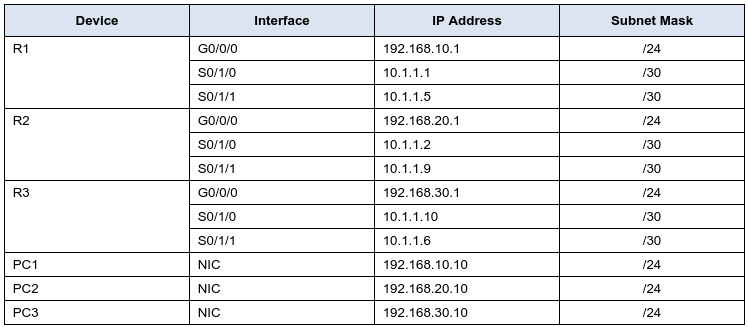 Device Interface IP Address Subnet Mask
R1 G0/0/0 192.168.10.1 /24
S0/1/0 10.1.1.1 /30
S0/1/1 10.1.1.5 /30
R2 G0/0/0 192.168.20.1 /24
S0/1/0 10.1.1.2 /30
S0/1/1 10.1.1.9 /30
R3 G0/0/0 192.168.30.1 /24
S0/1/0 10.1.1.10 /30
S0/1/1 10.1.1.6 /30
PC1 NIC 192.168.10.10 /24
PC2 NIC 192.168.20.10 /24
PC3 NIC 192.168.30.10 /24